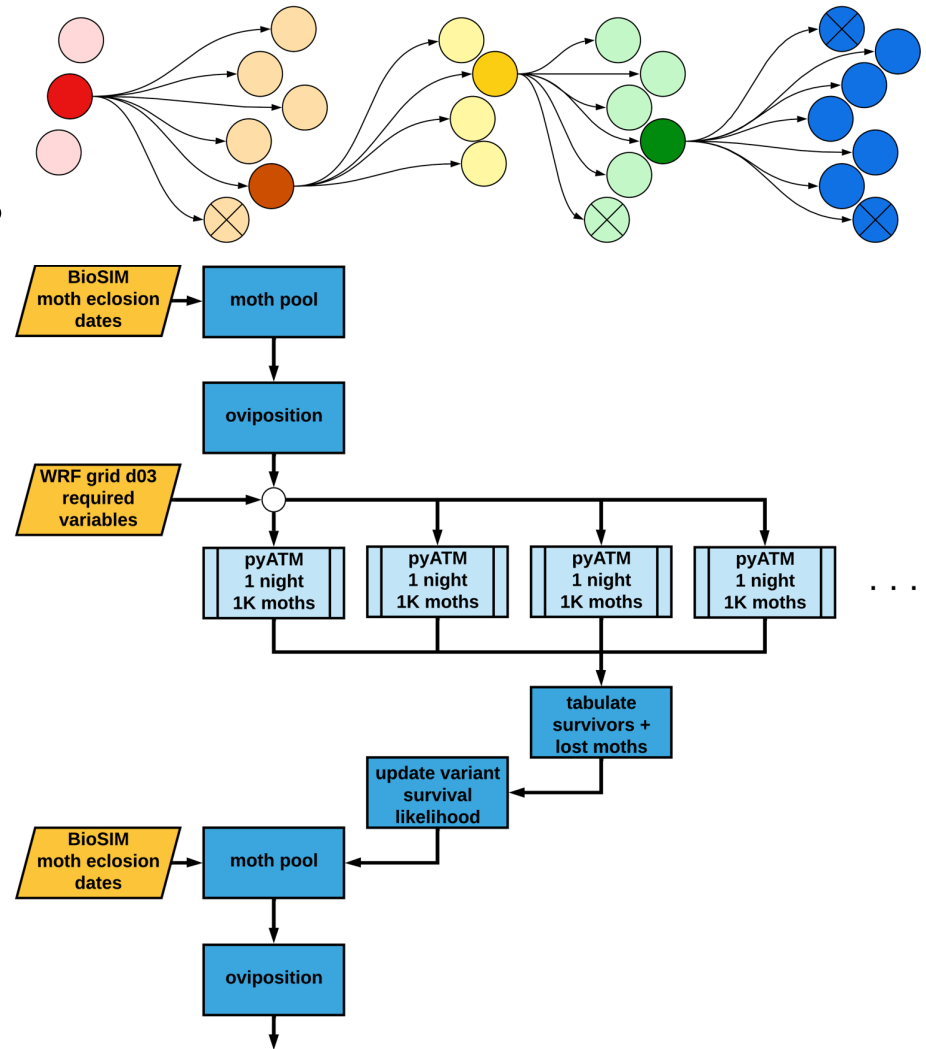 BioSIM
moth eclosion
dates
moth pool
oviposition
WRF grid d03
required
variables
pyATM
1 night
1K moths
pyATM
1 night
1K moths
pyATM
1 night
1K moths
pyATM
1 night
1K moths
. . .
tabulate
survivors +
lost moths
update variant
survival
likelihood
BioSIM
moth eclosion
dates
moth pool
oviposition